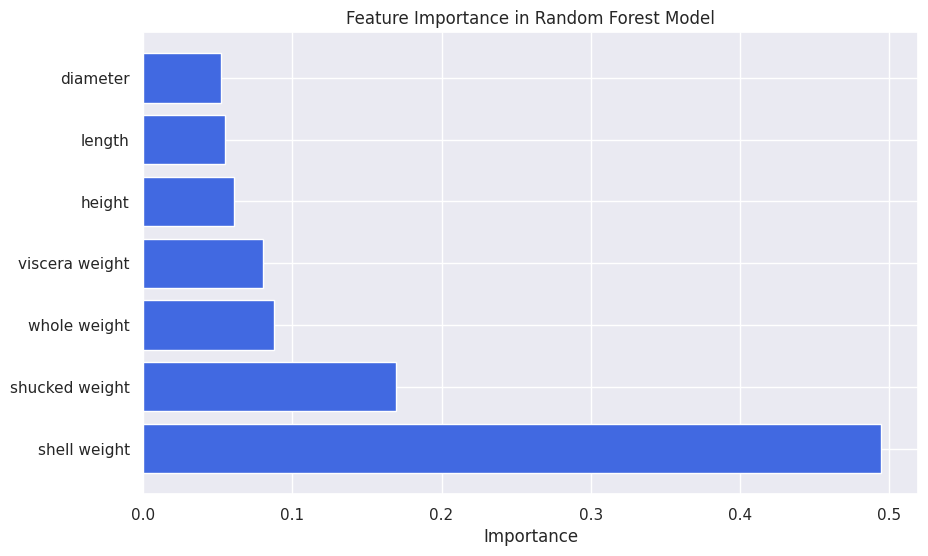 Feature Importance in Random Forest Model
diameter
length
height
viscera weight
whole weight
shucked weight
shell weight
0.0 0.1 0.2 0.3 0.4 0.5
Importance